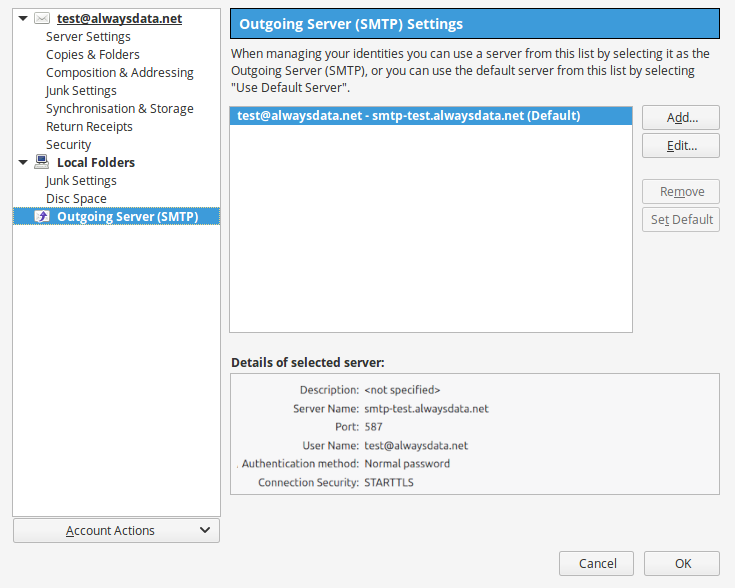 test@alwaysdata.net
Server Settings
Copies & Folders
Composition & Addressing
Junk Settings
Synchronisation & Storage
Return Receipts
Security
Local Folders
Junk Settings
Disc Space
Outgoing Server (SMTP)
Account Actions
Outgoing Server (SMTP) Settings
When managing your identities you can use a server from this list by selecting it as the
Outgoing Server (SMTP), or you can use the default server from this list by selecting
"Use Default Server".
test@alwaysdata.net - smtp-test.alwaysdata.net (Default)
Add...
Edit...
Remove
Set Default
Details of selected server:
Description: <not specified>
Server Name: smtp-test.alwaysdata.net
Port: 587
User Name: test@alwaysdata.net
Authentication method: Normal password
Connection Security: STARTTLS
Cancel
OK